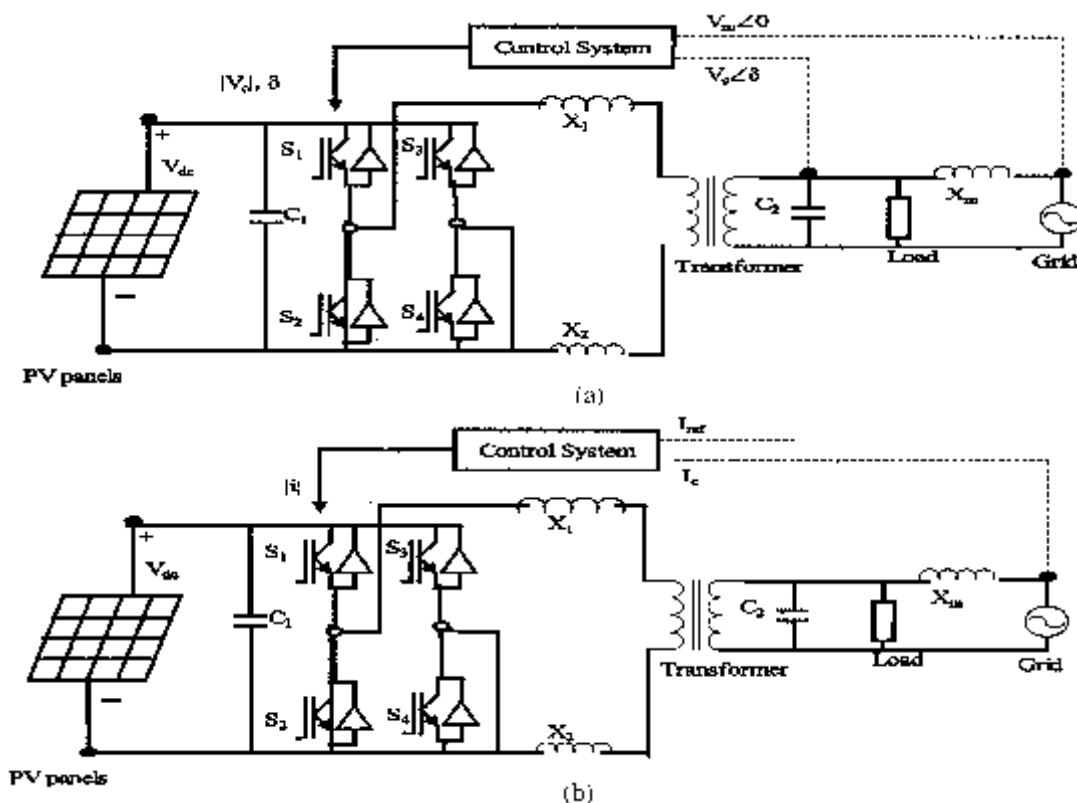 Vm∠0
Control System
Vc∠δ
|Vc|, δ
X1
+
S1
S3
Vdc
C1
Xm
C2
Load
Transformer
Grid
S2
S4
X2
PV panels
(a)
Iref
Control System
Ic
|i|
X1
+
S1
S3
Vdc
C1
Xm
C2
Load
Transformer
Grid
S2
S4
X2
PV panels
(b)